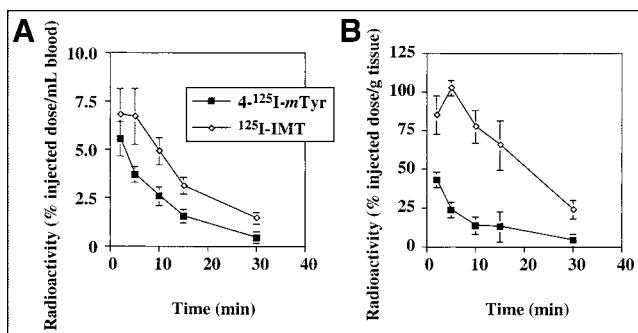 A
Radioactivity (% injected dose/mL blood)
10.0
7.5
5.0
2.5
0
0 10 20 30 40
Time (min)
4-¹²⁵I-mTyr
¹²⁵I-IMT
B
Radioactivity (% injected dose/g tissue)
125
100
75
50
25
0
0 10 20 30 40
Time (min)